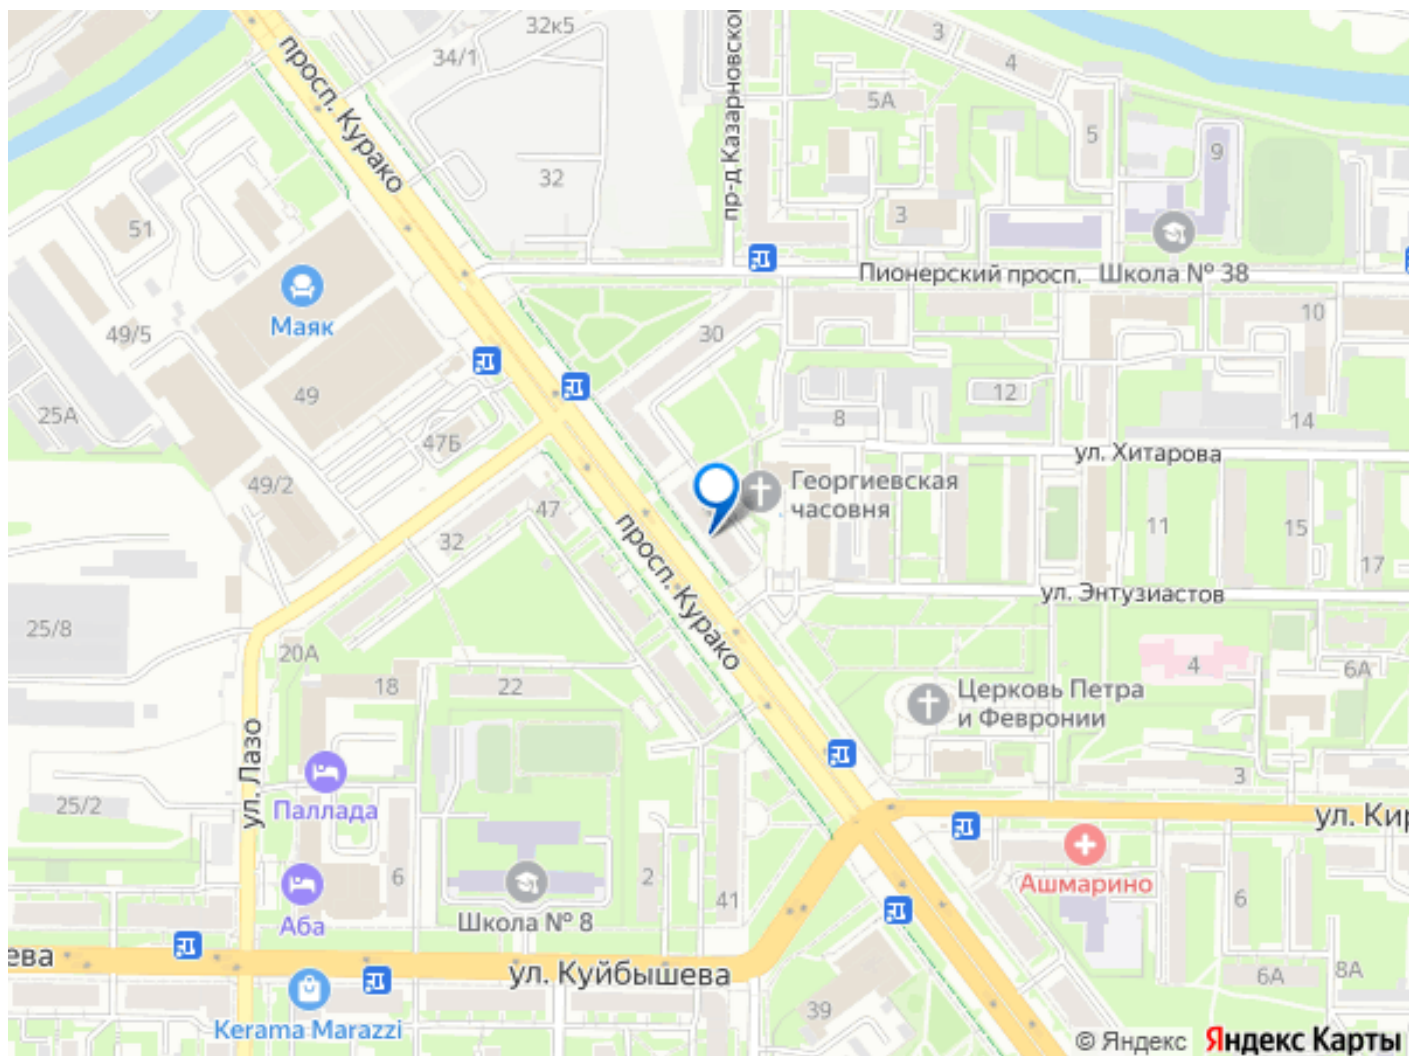 32к5
3
34/1
4
просп. Курако
5А
пр-д Казарновског
5
9
32
51
3
Пионерский просп.
Школа № 38
Маяк
49/5
30
10
49
25А
12
8
14
47Б
ул. Хитарова
49/2
Георгиевская
часовня
47
32
просп. Курако
11
15
17
ул. Энтузиастов
25/8
20А
4
6А
18
22
Церковь Петра
и Февронии
ул. Лазо
3
Паллада
25/2
ул. Кир
6
2
Ашмарино
Аба
41
6
Школа № 8
ева
ул. Куйбышева
6А
8А
39
Kerama Marazzi
© Яндекс Яндекс Карты